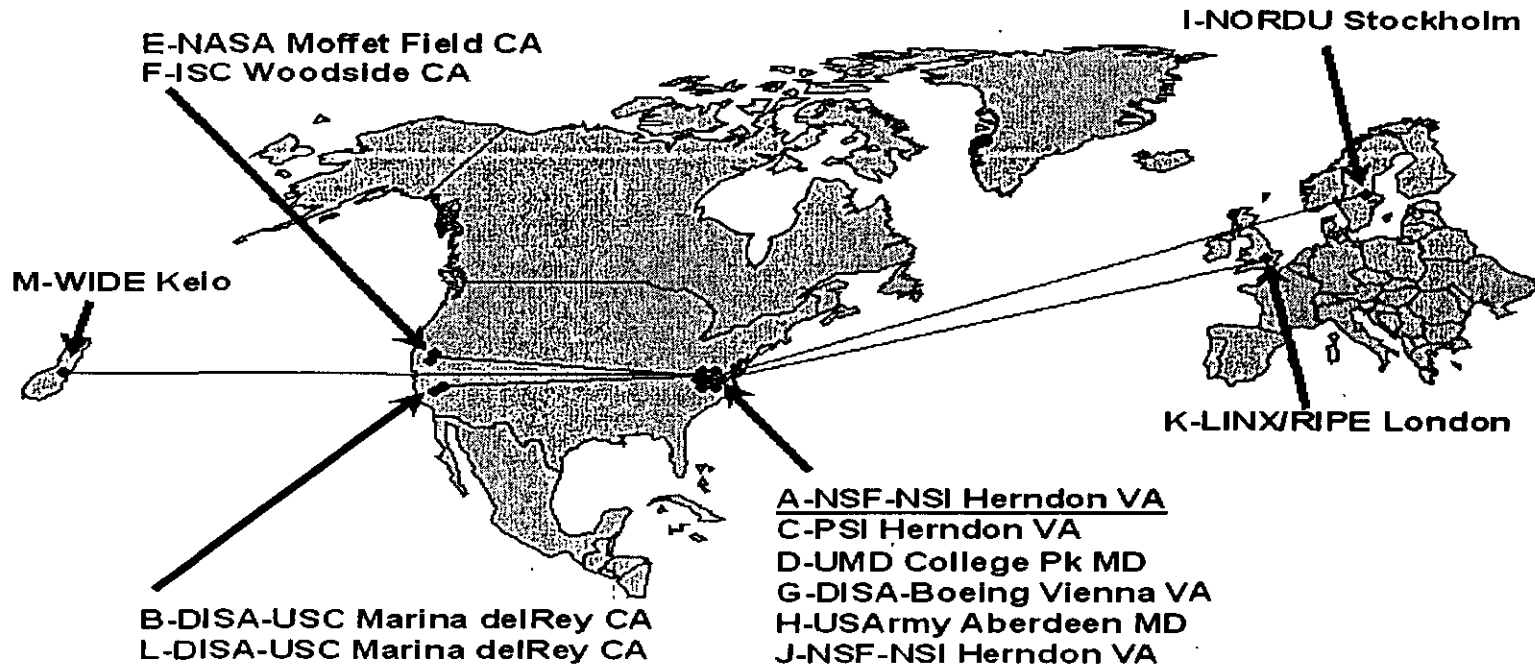 E-NASA Moffet Field CA
F-ISC Woodside CA
I-NORDU Stockholm
M-WIDE Keio
K-LINX/RIPE London
A-NSF-NSI Herndon VA
C-PSI Herndon VA
D-UMD College Pk MD
G-DISA-Boeing Vienna VA
H-USArmy Aberdeen MD
J-NSF-NSI Herndon VA
B-DISA-USC Marina delRey CA
L-DISA-USC Marina delRey CA